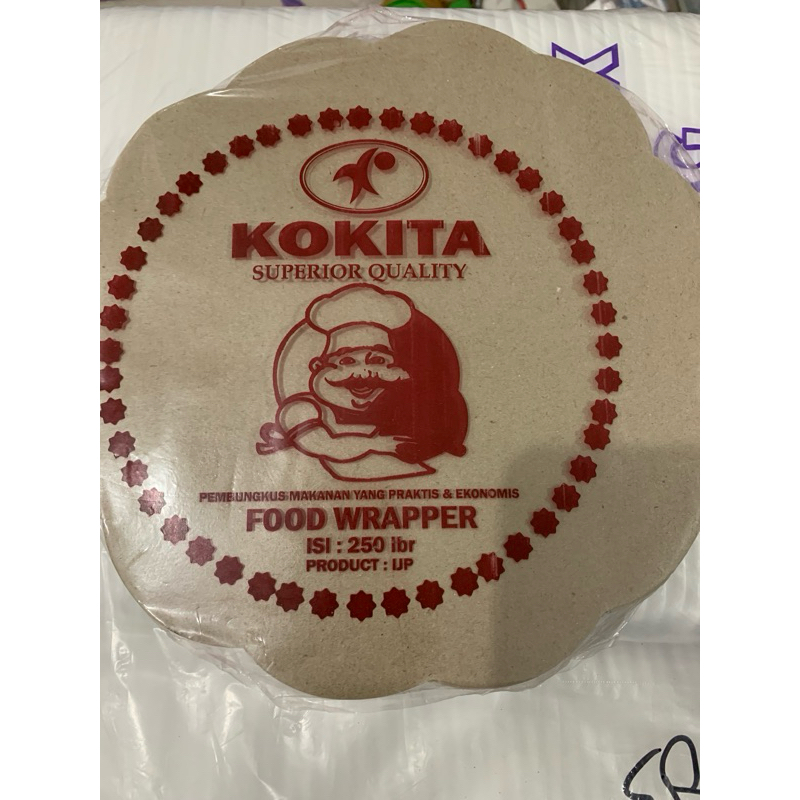 KOKITA
SUPERIOR QUALITY
PEMBUNGKUS MAKANAN YANG PRAKTIS & EKONOMIS
FOOD WRAPPER
ISI : 250 lbr
PRODUCT : IJP